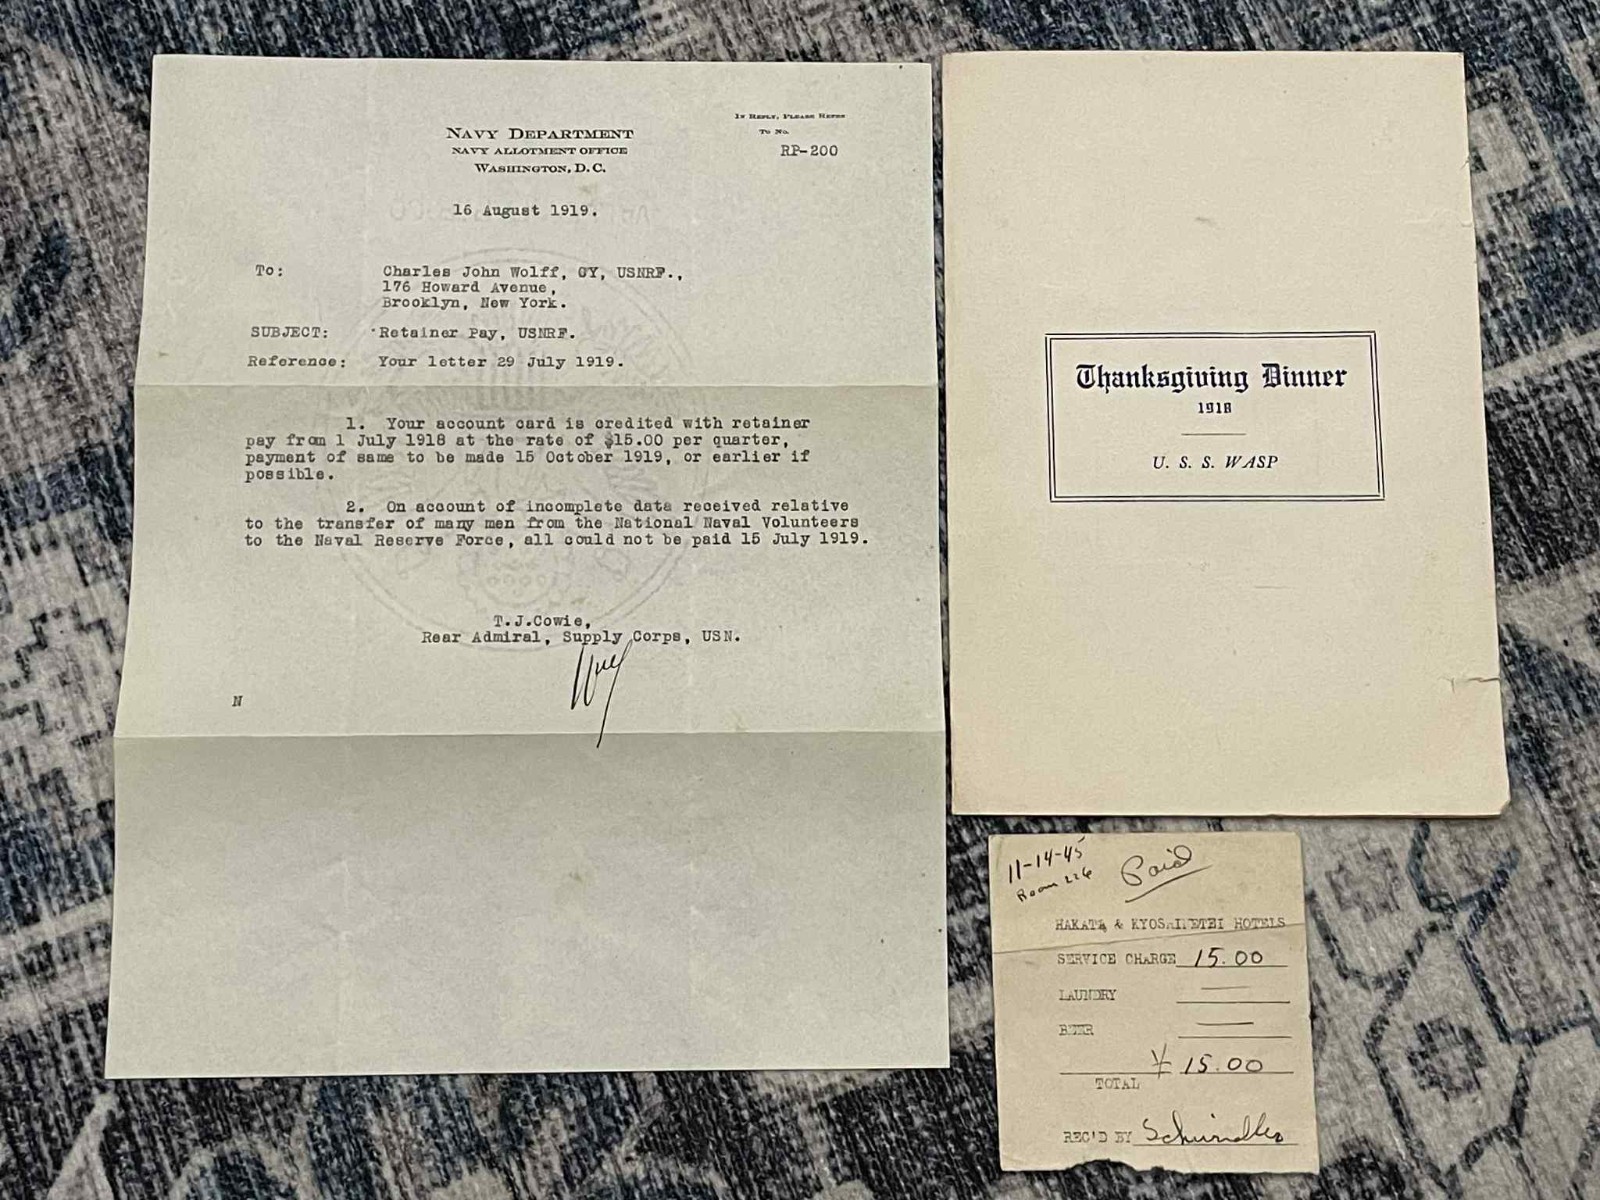 NAVY DEPARTMENT
NAVY ALLOTMENT OFFICE
WASHINGTON, D. C.
IN REPLY, PLEASE REFER
TO NO.
RP-200
16 August 1919.
To: Charles John Wolff, GY, USNRF.,
176 Howard Avenue,
Brooklyn, New York.
SUBJECT: Retainer Pay, USNRF.
Reference: Your letter 29 July 1919.
1. Your account card is credited with retainer
pay from 1 July 1918 at the rate of $15.00 per quarter,
payment of same to be made 15 October 1919, or earlier if
possible.
2. On account of incomplete data received relative
to the transfer of many men from the National Naval Volunteers
to the Naval Reserve Force, all could not be paid 15 July 1919.
T.J.Cowie,
Rear Admiral, Supply Corps, USN.
N
Thanksgiving Dinner
1918
U. S. S. WASP
11-14-45
Room 226
Paid
HAKATA & HOTELS
SERVICE CHARGE 15.00
LAUNDRY —
BEER —
¥ 15.00
TOTAL
REC'D BY